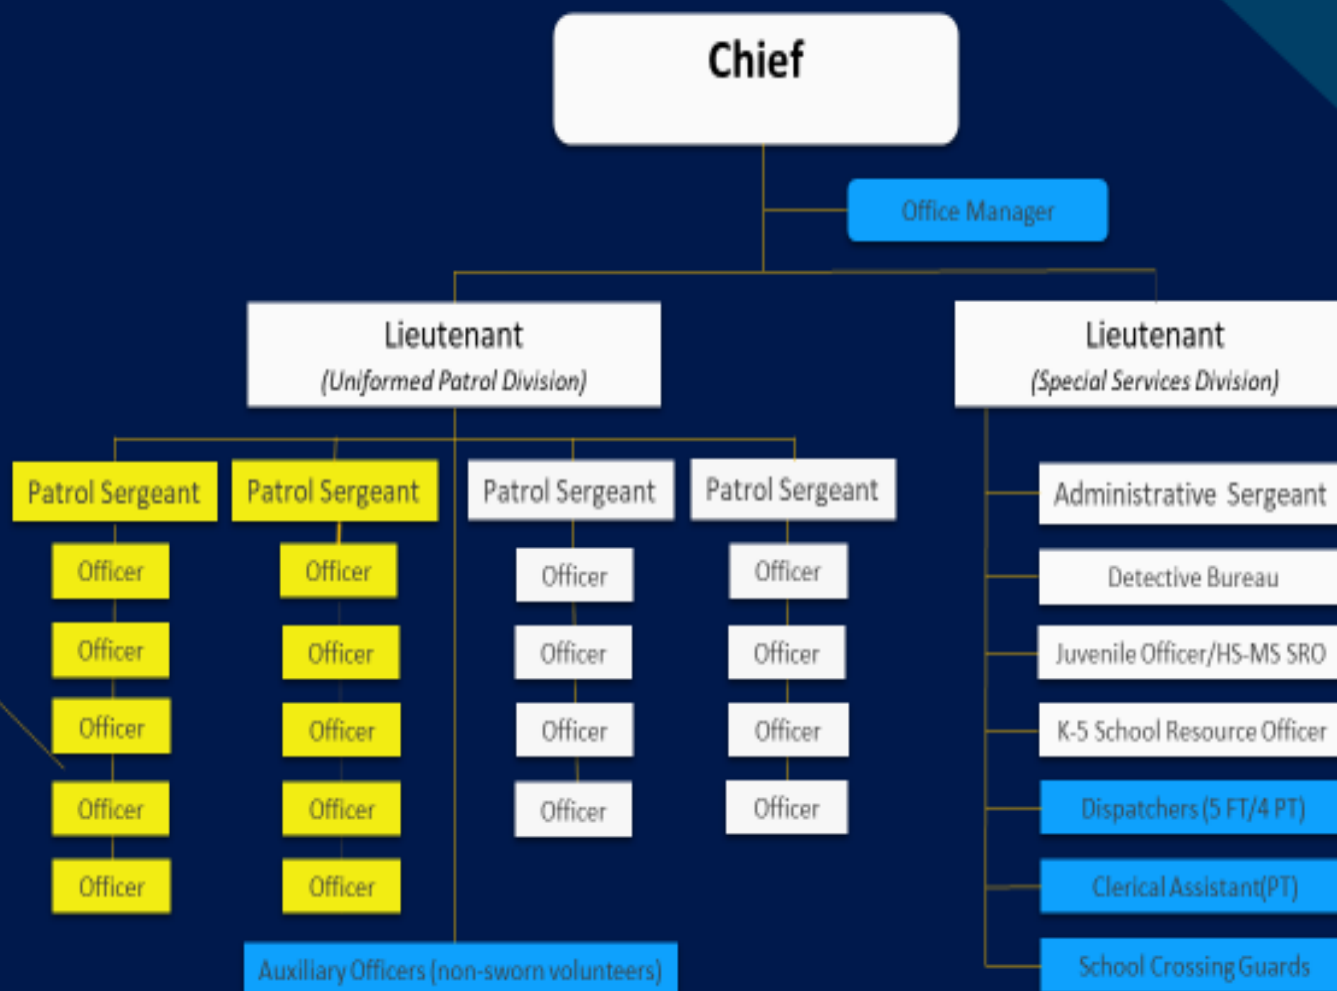 Chief
Office Manager
Lieutenant
(Uniformed Patrol Division)
Lieutenant
(Special Services Division)
Patrol Sergeant
Officer
Officer
Officer
Officer
Officer
Patrol Sergeant
Officer
Officer
Officer
Officer
Officer
Patrol Sergeant
Officer
Officer
Officer
Officer
Patrol Sergeant
Officer
Officer
Officer
Officer
Auxiliary Officers (non-sworn volunteers)
Administrative Sergeant
Detective Bureau
Juvenile Officer/HS-MS SRO
K-5 School Resource Officer
Dispatchers (5 FT/4 PT)
Clerical Assistant(PT)
School Crossing Guards